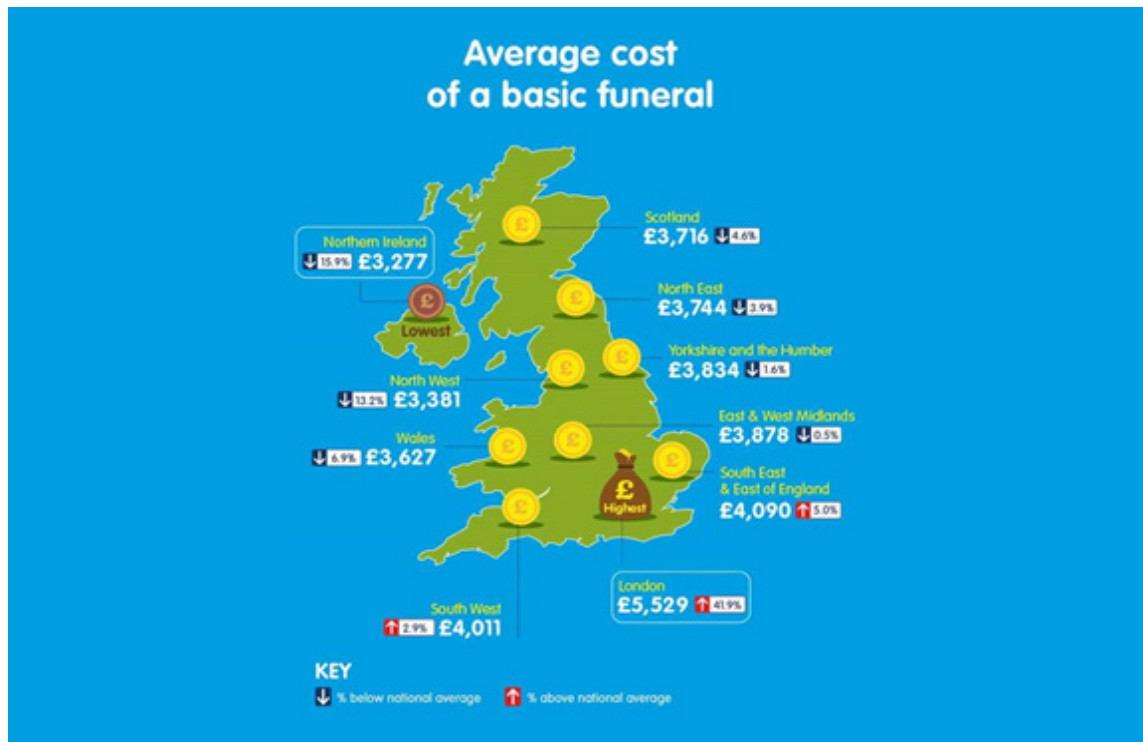 Average cost
of a basic funeral
Scotland
£3,716 4.6%
Northern Ireland
15.9% £3,277
£
£
North East
£3,744 3.9%
£
Lowest
Yorkshire and the Humber
£3,834 1.6%
£
£
North West
13.2% £3,381
East & West Midlands
£3,878 0.5%
£
Wales
6.9% £3,627
£
£
South East
& East of England
£4,090 5.0%
£
Highest
£
London
£5,529 41.9%
South West
2.9% £4,011
KEY
% below national average % above national average